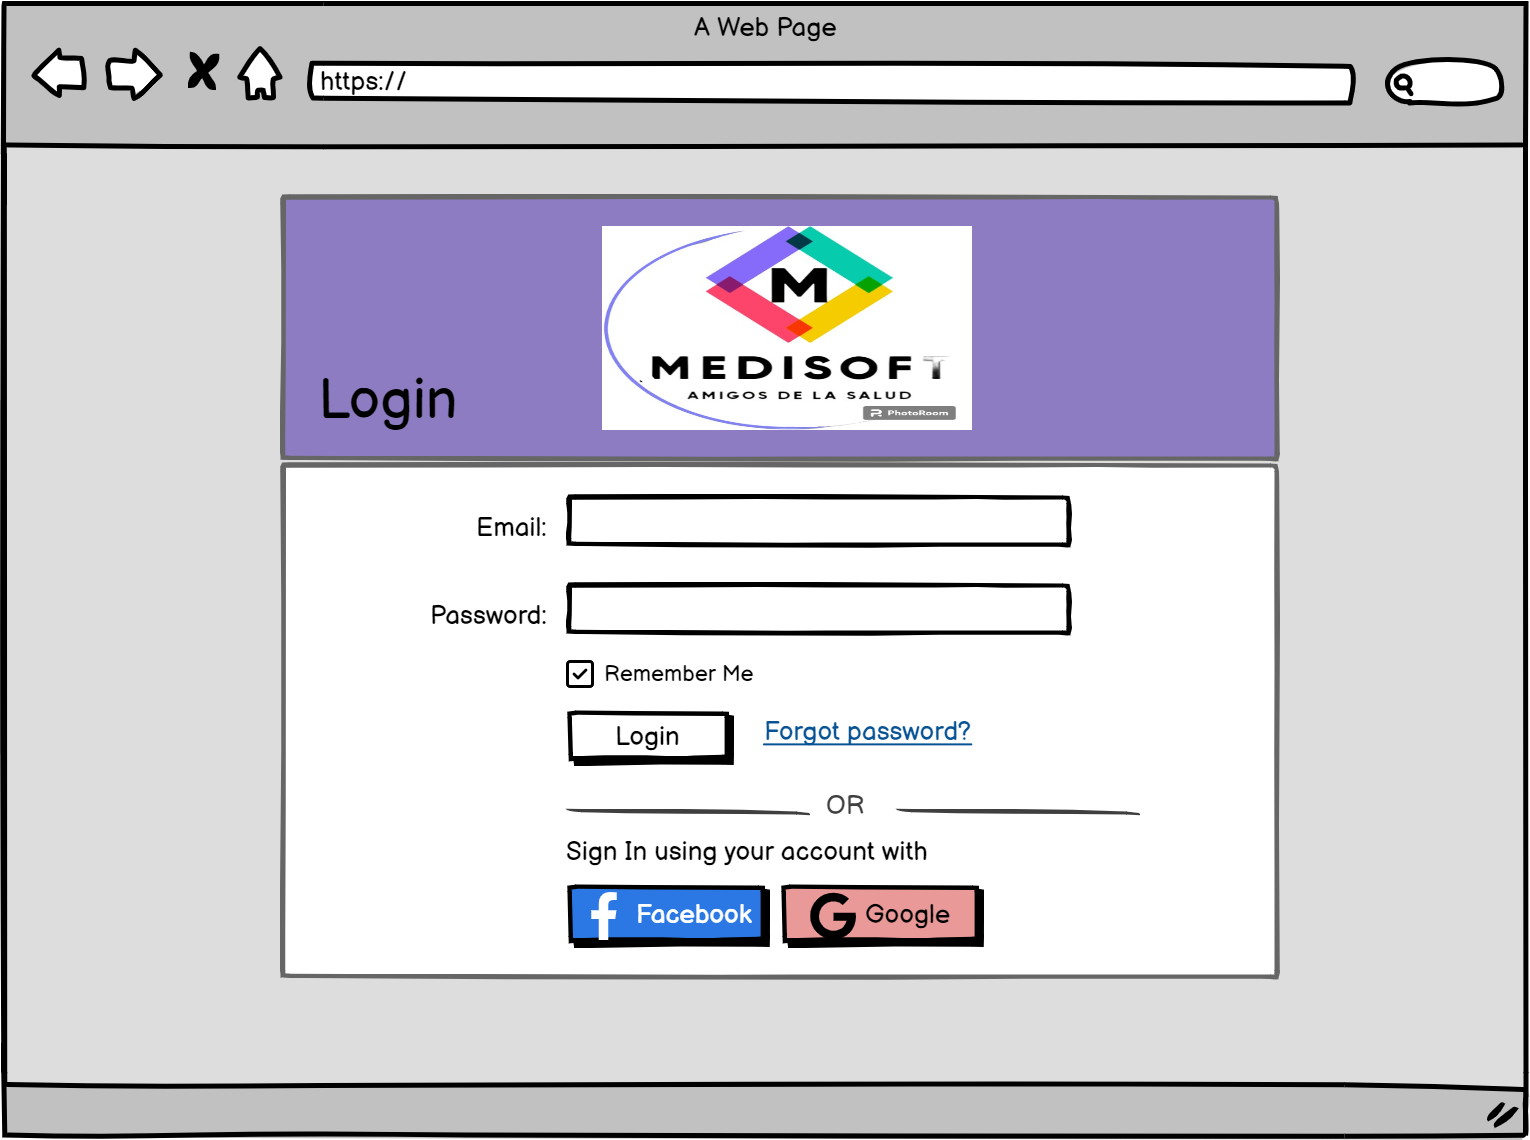 A Web Page
https://
M
MEDISOFT
AMIGOS DE LA SALUD
PhotoRoom
Login
Email:
Password:
Remember Me
Login Forgot password?
OR
Sign In using your account with
Facebook Google